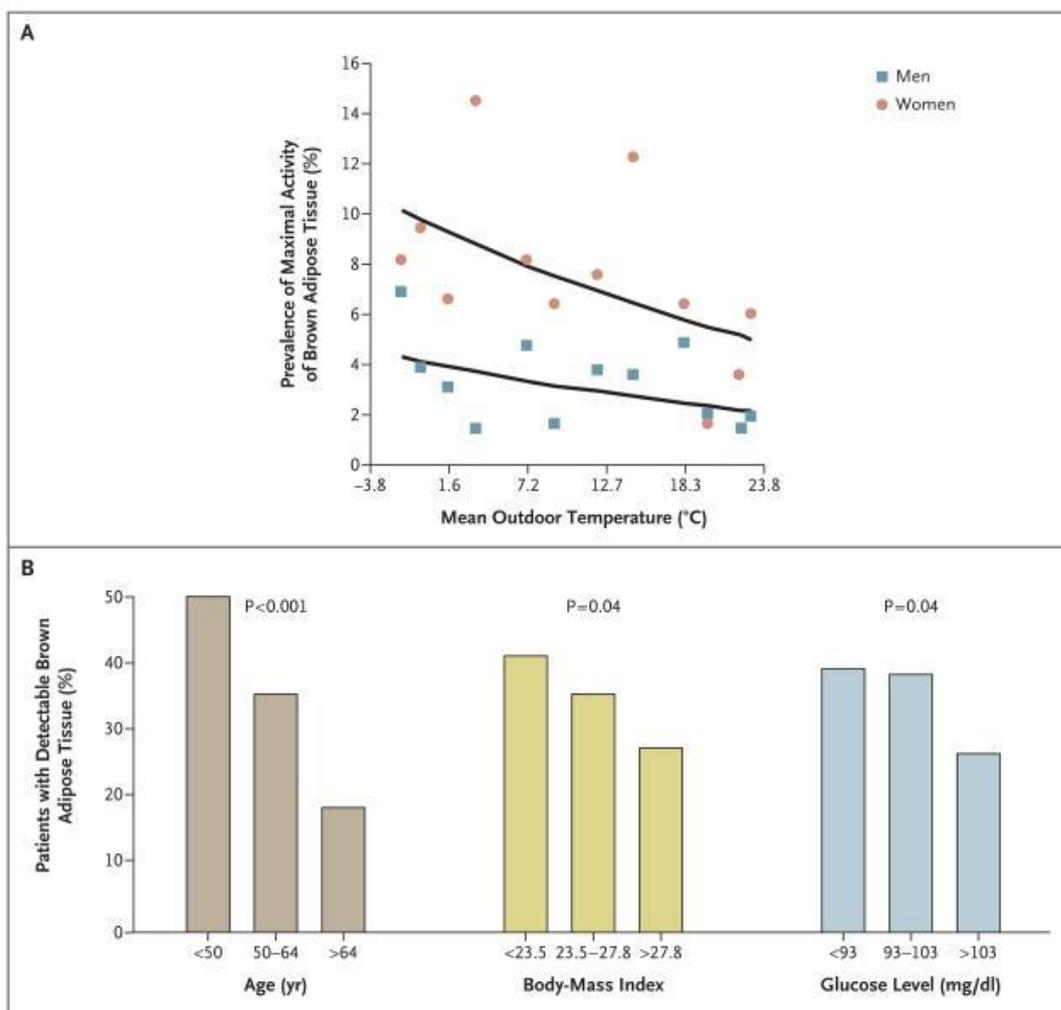 A
Men
Women
Prevalence of Maximal Activity
of Brown Adipose Tissue (%)
16
14
12
10
8
6
4
2
0
−3.8 1.6 7.2 12.7 18.3 23.8
Mean Outdoor Temperature (°C)
B
Patients with Detectable Brown
Adipose Tissue (%)
50
40
30
20
10
0
P<0.001 P=0.04 P=0.04
<50 50–64 >64 <23.5 23.5–27.8 >27.8 <93 93–103 >103
Age (yr) Body-Mass Index Glucose Level (mg/dl)